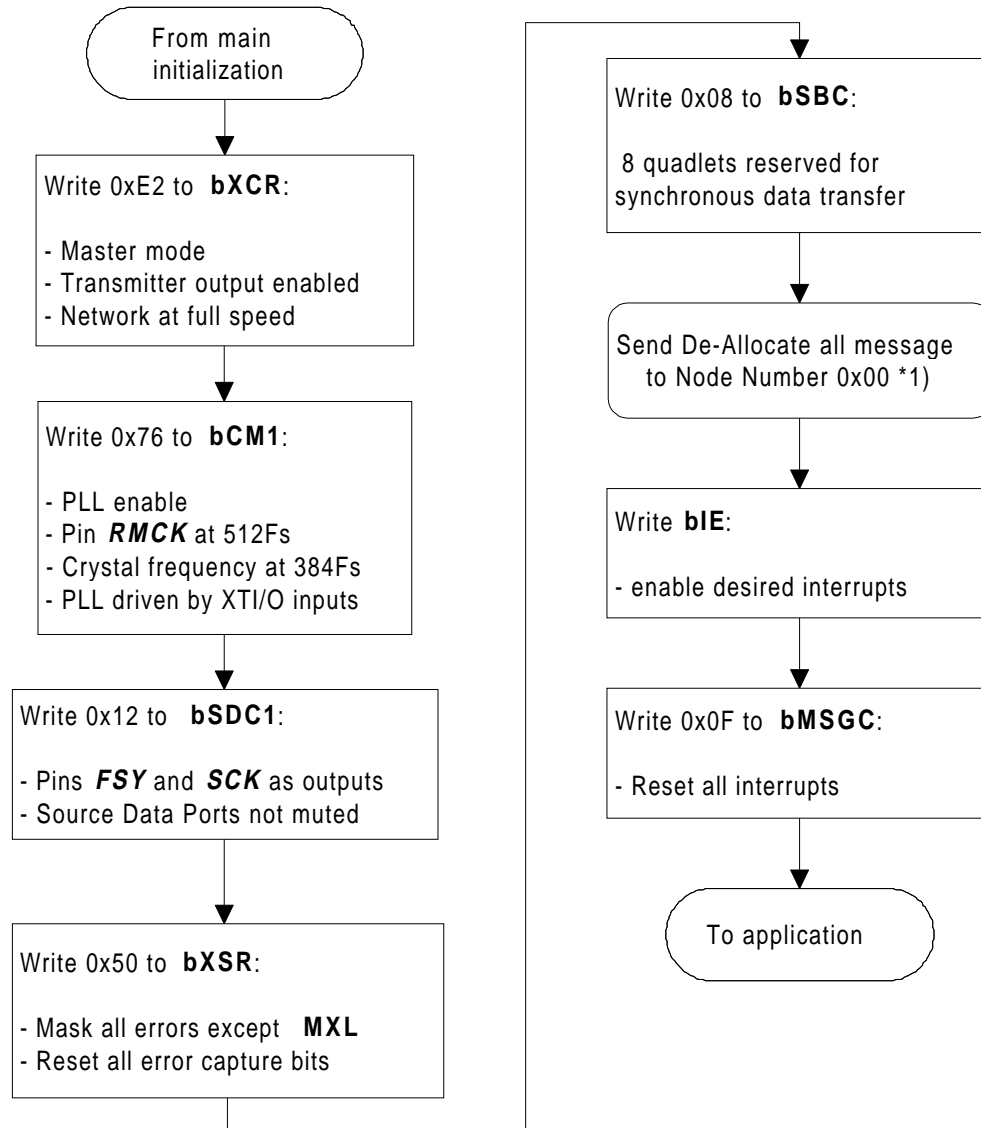 From main
initialization
Write 0xE2 to bXCR:
- Master mode
- Transmitter output enabled
- Network at full speed
Write 0x76 to bCM1:
- PLL enable
- Pin RMCK at 512Fs
- Crystal frequency at 384Fs
- PLL driven by XTI/O inputs
Write 0x12 to bSDC1:
- Pins FSY and SCK as outputs
- Source Data Ports not muted
Write 0x50 to bXSR:
- Mask all errors except MXL
- Reset all error capture bits
Write 0x08 to bSBC:
8 quadlets reserved for
synchronous data transfer
Send De-Allocate all message
to Node Number 0x00 *1)
Write bIE:
- enable desired interrupts
Write 0x0F to bMSGC:
- Reset all interrupts
To application